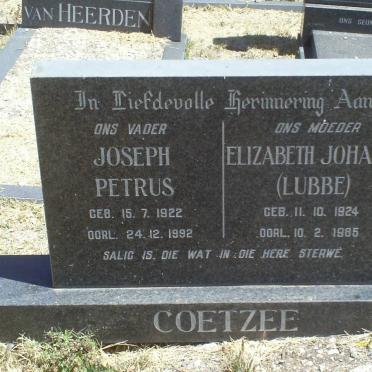 VAN HEERDEN
ONS
In Liefdevolle Herinnering Aan
ONS VADER
JOSEPH
PETRUS
GEB. 15. 7. 1922
OORL. 24. 12. 1992
ONS MOEDER
ELIZABETH JOHA
(LUBBE)
GEB. 11. 10. 1924
OORL. 10. 2. 1985
SALIG IS DIE WAT IN DIE HERE STERWE.
COETZEE